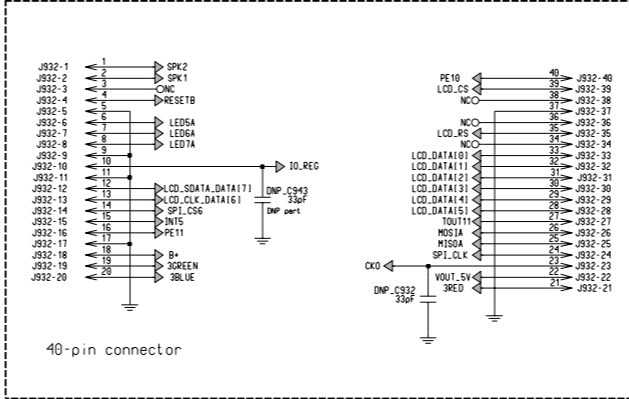 J932-1 1 SPK2
J932-2 2 SPK1
J932-3 3 NC
J932-4 4 RESETB
J932-5 5
J932-6 6 LED5A
J932-7 7 LED6A
J932-8 8 LED7A
J932-9 9
J932-10 10 IO_REG
J932-11 11
J932-12 12 LCD_SDATA_DATA[7]
J932-13 13 LCD_CLK_DATA[6]
J932-14 14 SPI_CS6
J932-15 15 INT5
J932-16 16 PE11
J932-17 17
J932-18 18 B+
J932-19 19 3GREEN
J932-20 20 3BLUE
DNP_C943
33pF
DNP part
PE10 40 J932-40
LCD_CS 39 J932-39
NC 38 J932-38
37 J932-37
NC 36 J932-36
LCD_RS 35 J932-35
NC 34 J932-34
LCD_DATA[0] 33 J932-33
LCD_DATA[1] 32 J932-32
LCD_DATA[2] 31 J932-31
LCD_DATA[3] 30 J932-30
LCD_DATA[4] 29 J932-29
LCD_DATA[5] 28 J932-28
TOUT11 27 J932-27
MOSIA 26 J932-26
MISOA 25 J932-25
SPI_CLK 24 J932-24
CKO 23 J932-23
VOUT_5V 22 J932-22
3RED 21 J932-21
DNP_C932
33pF
40-pin connector